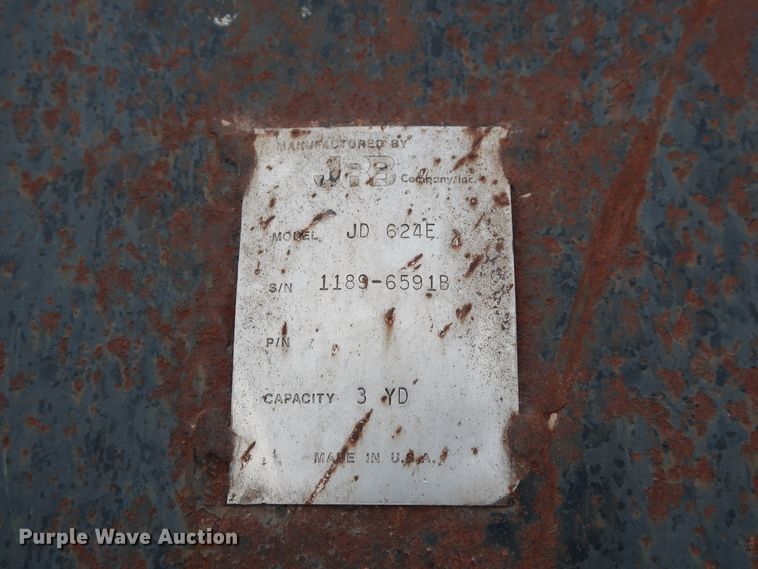 MANUFACTURED BY
JRB Company, Inc.
MODEL JD 624E
S/N 1189-6591B
P/N
CAPACITY 3 YD
MADE IN U.S.A.
Purple Wave Auction